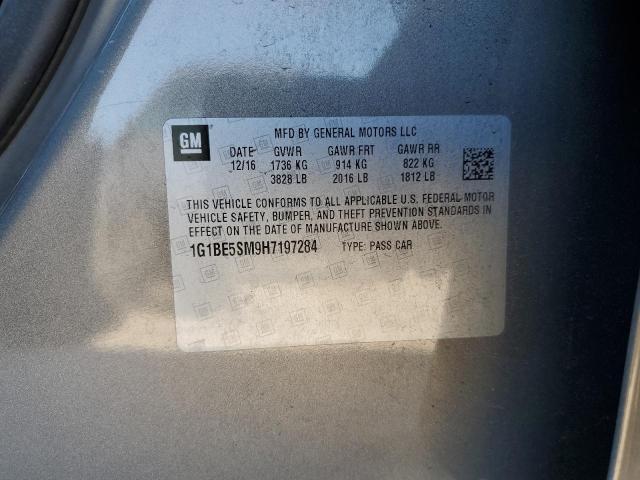 GM MFD BY GENERAL MOTORS LLC
DATE GVWR GAWR FRT GAWR RR
12/16 1736 KG 914 KG 822 KG
3828 LB 2016 LB 1812 LB
THIS VEHICLE CONFORMS TO ALL APPLICABLE U.S. FEDERAL MOTOR
VEHICLE SAFETY, BUMPER, AND THEFT PREVENTION STANDARDS IN
EFFECT ON THE DATE OF MANUFACTURE SHOWN ABOVE.
1G1BE5SM9H7197284 TYPE: PASS CAR